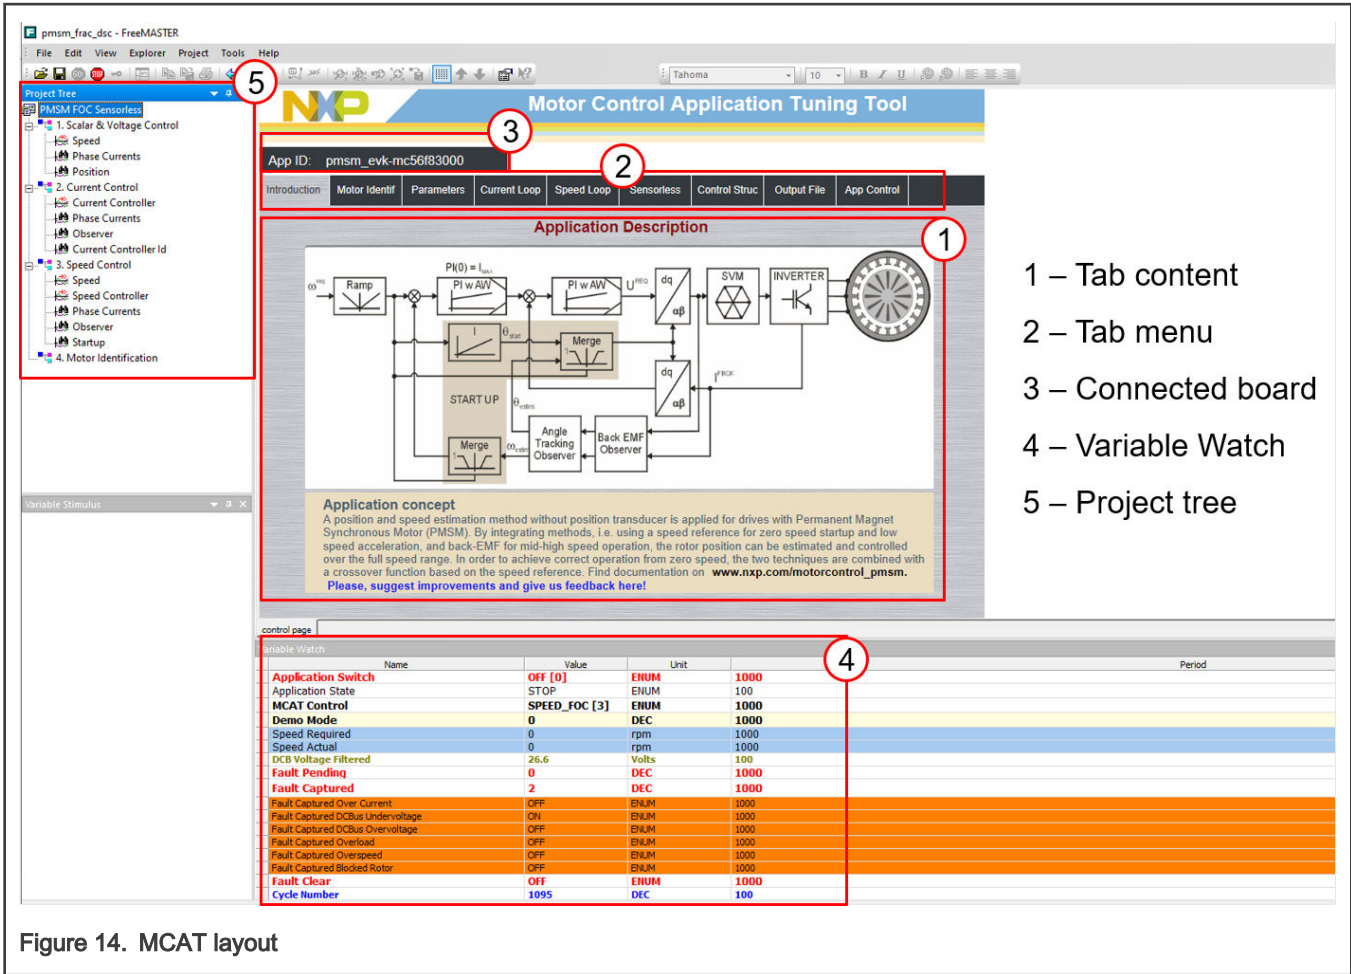 pmsm_frac_dsc - FreeMASTER
File Edit View Explorer Project Tools Help
Tahoma 10 B I U
Project Tree
PMSM FOC Sensorless
1. Scalar & Voltage Control
Speed
Phase Currents
Position
2. Current Control
Current Controller
Phase Currents
Observer
Current Controller Id
3. Speed Control
Speed
Speed Controller
Phase Currents
Observer
Startup
4. Motor Identification
5
Variable Stimulus
NXP
Motor Control Application Tuning Tool
3
App ID: pmsm_evk-mc56f83000
2
Introduction Motor Identif Parameters Current Loop Speed Loop Sensorless Control Struc Output File App Control
1
Application Description
PI(0) = I_MAX
ω^req Ramp PI w AW PI w AW U^REQ dq αβ SVM INVERTER
I θ_start Merge 1
dq αβ I^FBCK
START UP θ_estim
Merge 1 ω_estim Angle Tracking Observer Back EMF Observer
Application concept
A position and speed estimation method without position transducer is applied for drives with Permanent Magnet
Synchronous Motor (PMSM). By integrating methods, i.e. using a speed reference for zero speed startup and low
speed acceleration, and back-EMF for mid-high speed operation, the rotor position can be estimated and controlled
over the full speed range. In order to achieve correct operation from zero speed, the two techniques are combined with
a crossover function based on the speed reference. Find documentation on www.nxp.com/motorcontrol_pmsm.
Please, suggest improvements and give us feedback here!
1 – Tab content
2 – Tab menu
3 – Connected board
4 – Variable Watch
5 – Project tree
control page
Variable Watch
4
Name Value Unit Period
Application Switch OFF [0] ENUM 1000
Application State STOP ENUM 100
MCAT Control SPEED_FOC [3] ENUM 1000
Demo Mode 0 DEC 1000
Speed Required 0 rpm 1000
Speed Actual 0 rpm 1000
DCB Voltage Filtered 26.6 Volts 100
Fault Pending 0 DEC 1000
Fault Captured 2 DEC 1000
Fault Captured Over Current OFF ENUM 1000
Fault Captured DCBus Undervoltage ON ENUM 1000
Fault Captured DCBus Overvoltage OFF ENUM 1000
Fault Captured Overload OFF ENUM 1000
Fault Captured Overspeed OFF ENUM 1000
Fault Captured Blocked Rotor OFF ENUM 1000
Fault Clear OFF ENUM 1000
Cycle Number 1095 DEC 100
Figure 14. MCAT layout